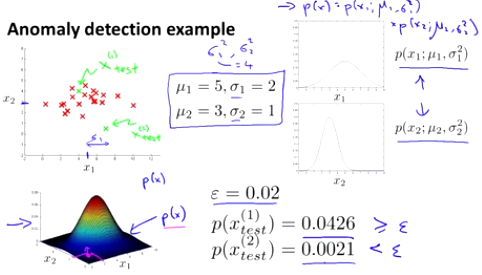 → p(x) = p(x₁; μ₁, σ₁²)
* p(x₂; μ₂, σ₂²)
Anomaly detection example
σ₁², σ₂²
= 4
(1)
test
x₂
μ₁ = 5, σ₁ = 2
μ₂ = 3, σ₂ = 1
p(x₁; μ₁, σ₁²)
x₁
(2)
test
σ₁
x₁
p(x₂; μ₂, σ₂²)
x₂
p(x)
ε = 0.02
p(x)
p(x_test^(1)) = 0.0426 ≥ ε
p(x_test^(2)) = 0.0021 < ε
x₂
x₁